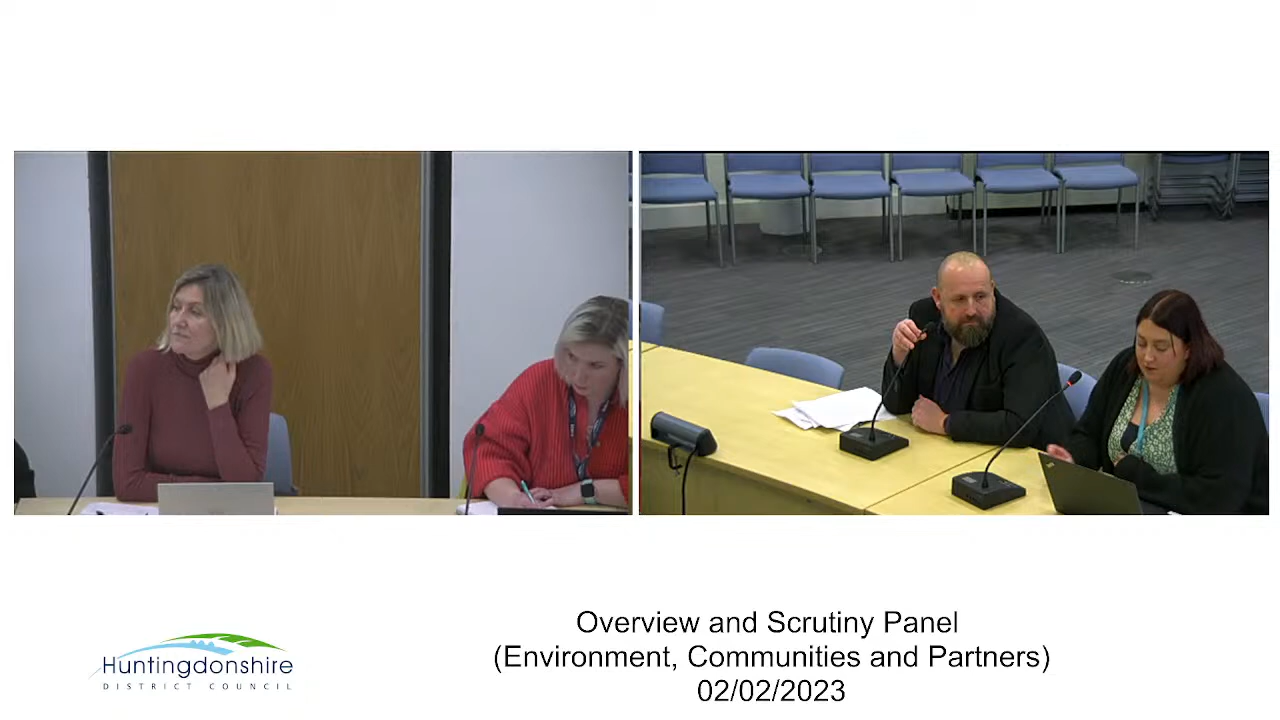 Huntingdonshire
DISTRICT COUNCIL
Overview and Scrutiny Panel
(Environment, Communities and Partners)
02/02/2023